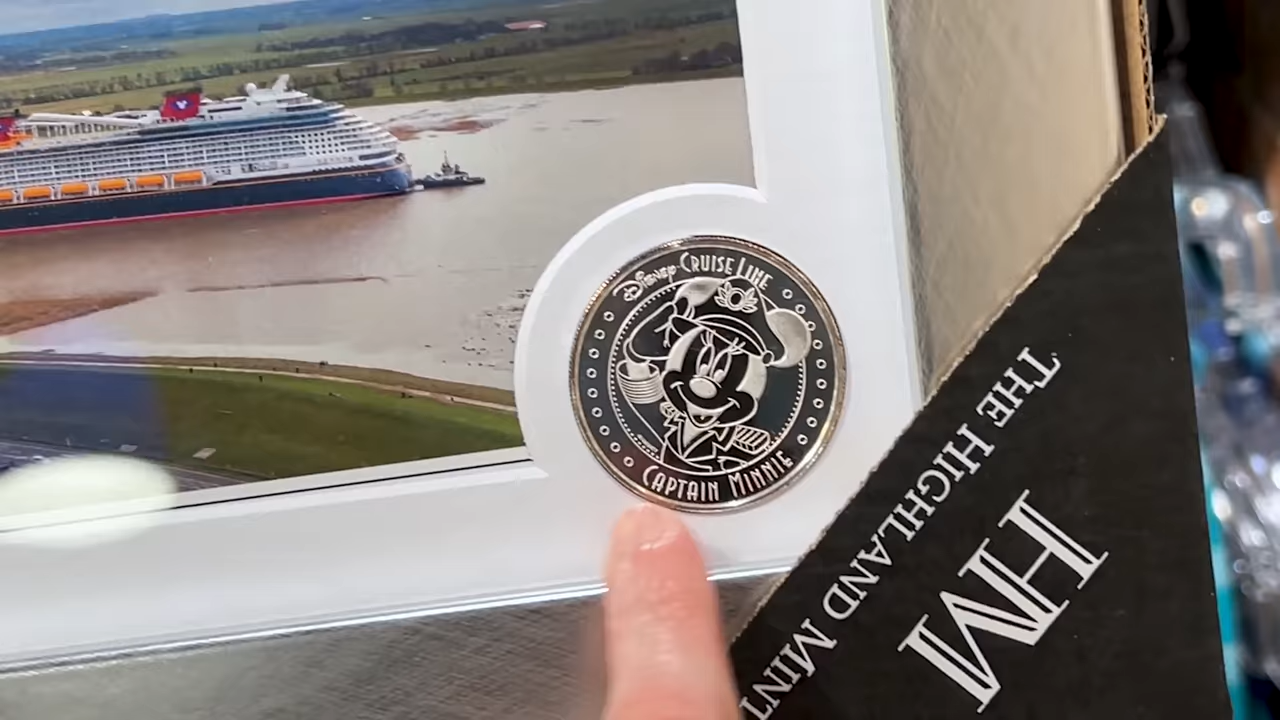 Disney CRUISE LINE
CAPTAIN MINNIE
THE HIGHLAND MINT
HM